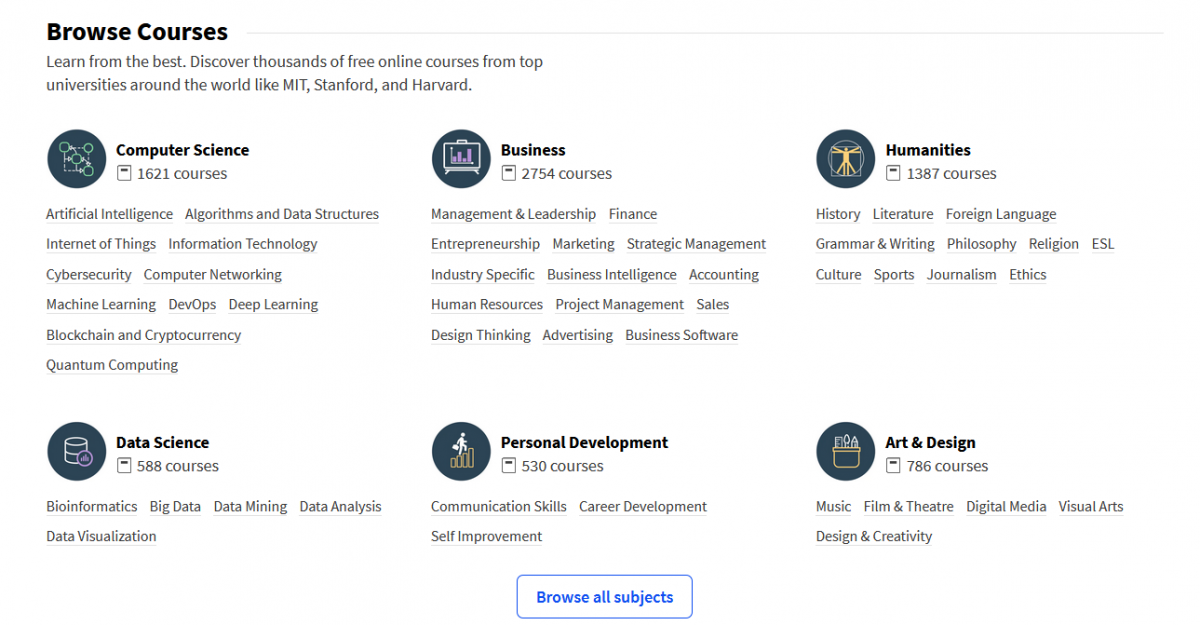 Browse Courses
Learn from the best. Discover thousands of free online courses from top
universities around the world like MIT, Stanford, and Harvard.
Computer Science
1621 courses
Artificial Intelligence Algorithms and Data Structures
Internet of Things Information Technology
Cybersecurity Computer Networking
Machine Learning DevOps Deep Learning
Blockchain and Cryptocurrency
Quantum Computing
Business
2754 courses
Management & Leadership Finance
Entrepreneurship Marketing Strategic Management
Industry Specific Business Intelligence Accounting
Human Resources Project Management Sales
Design Thinking Advertising Business Software
Humanities
1387 courses
History Literature Foreign Language
Grammar & Writing Philosophy Religion ESL
Culture Sports Journalism Ethics
Data Science
588 courses
Bioinformatics Big Data Data Mining Data Analysis
Data Visualization
Personal Development
530 courses
Communication Skills Career Development
Self Improvement
Art & Design
786 courses
Music Film & Theatre Digital Media Visual Arts
Design & Creativity
Browse all subjects